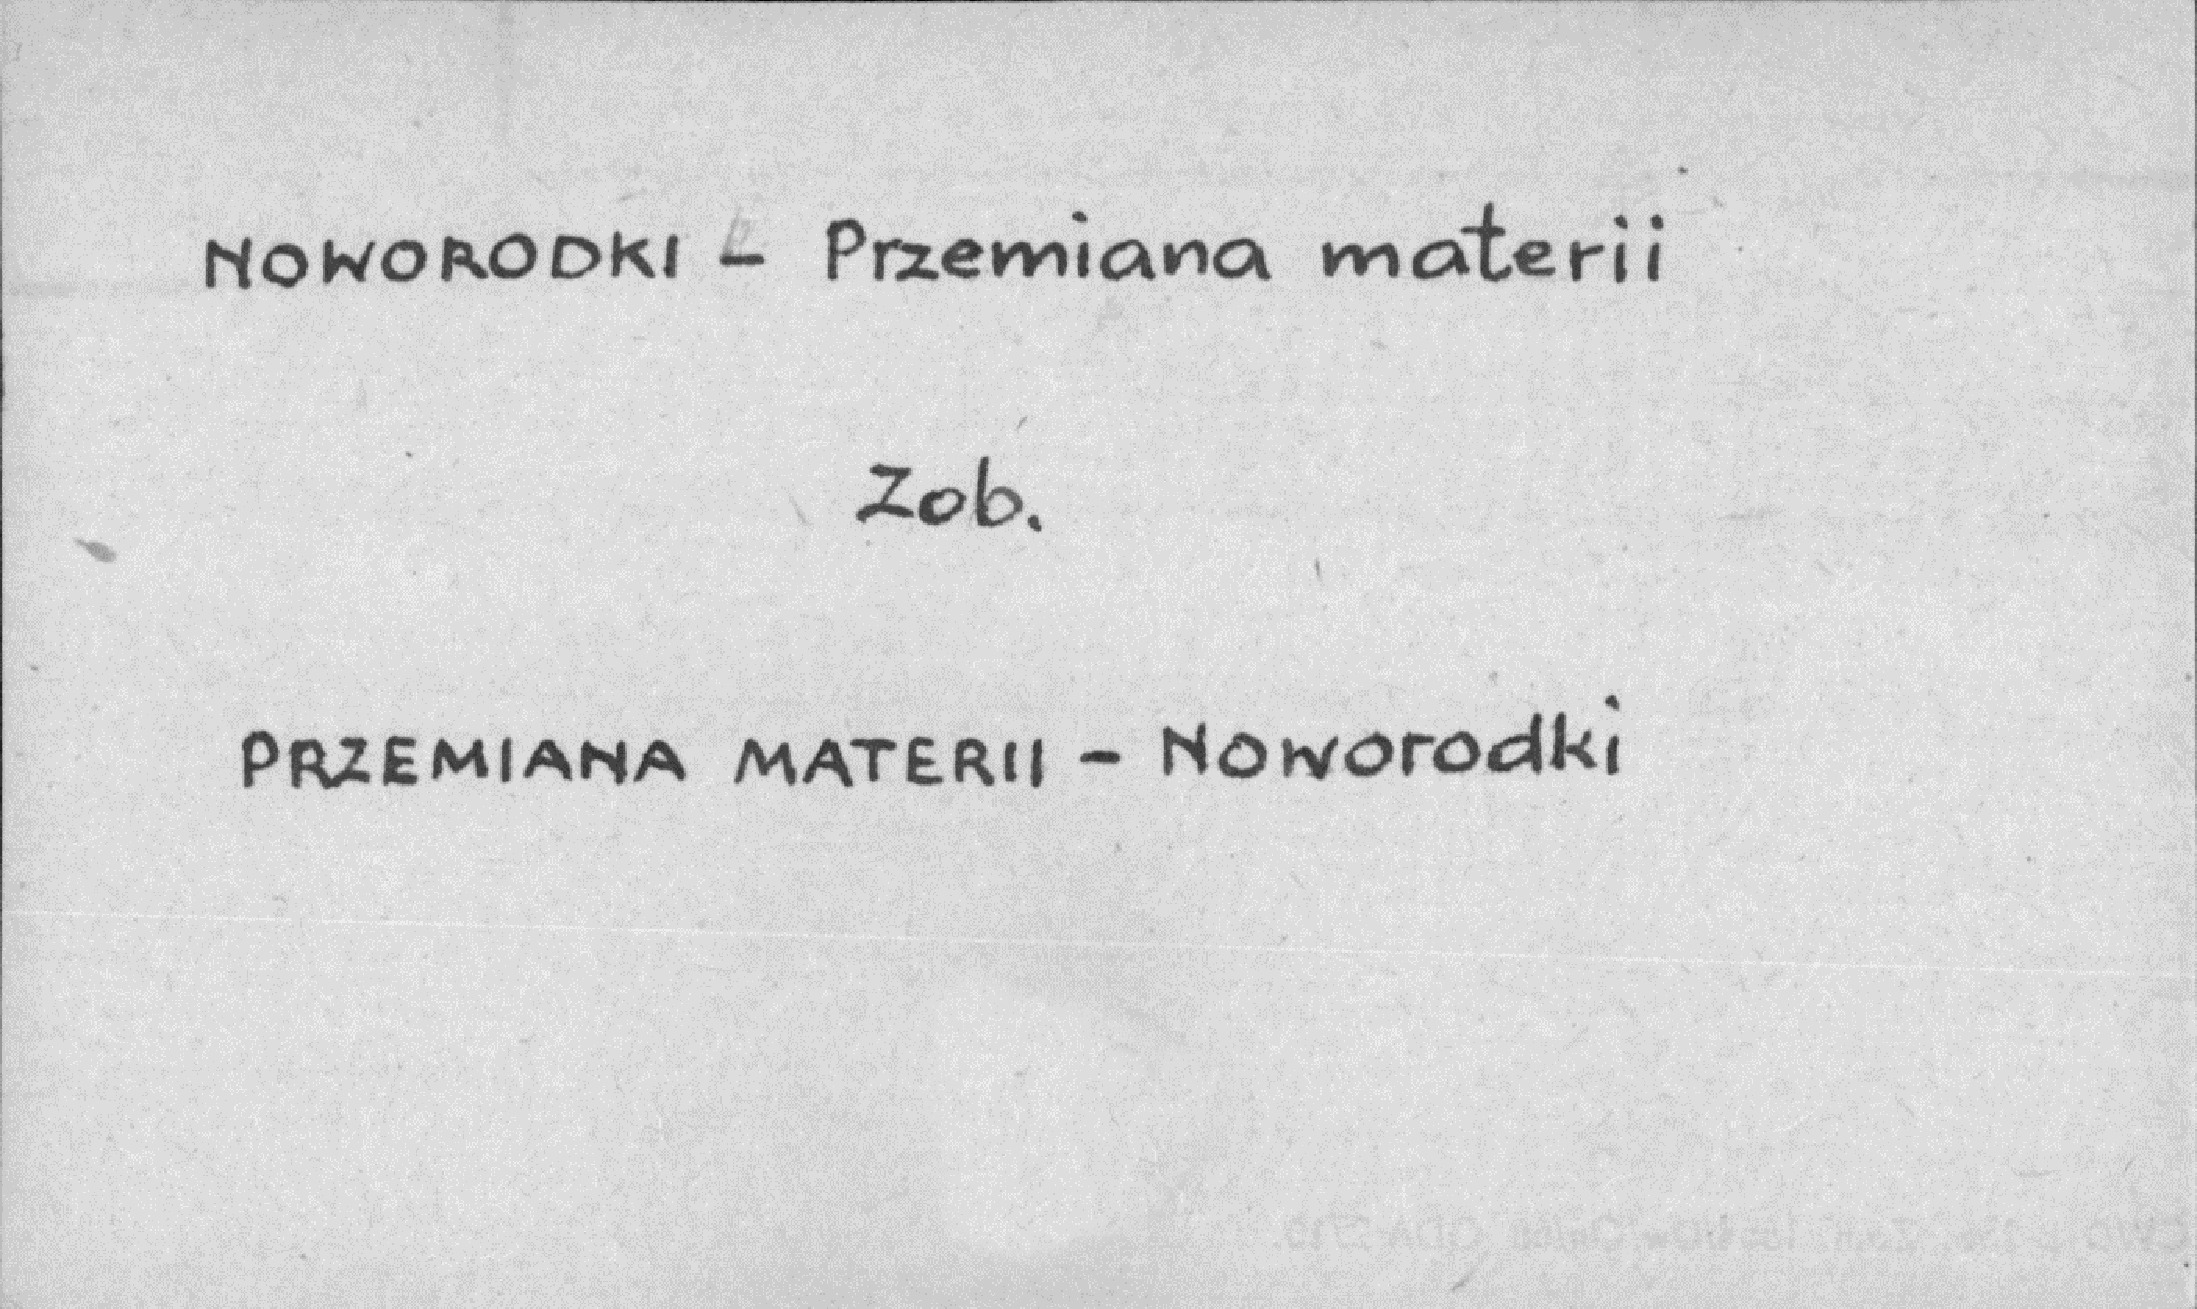 NOWORODKI - Przemiana materii
Zob.
PRZEMIANA MATERII - Noworodki